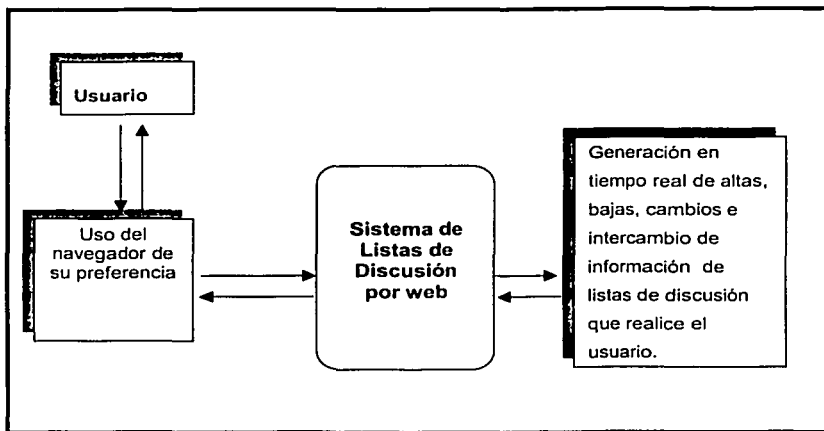 Usuario
Uso del
navegador de
su preferencia
Sistema de
Listas de
Discusión
por web
Generación en
tiempo real de altas,
bajas, cambios e
intercambio de
información de
listas de discusión
que realice el
usuario.